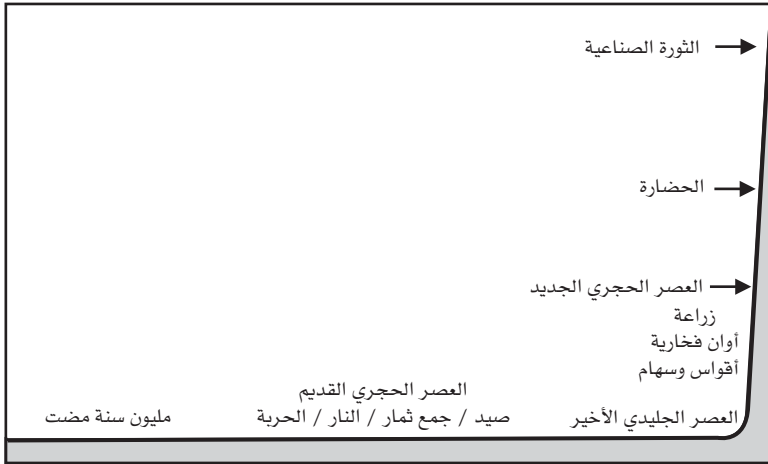 الثورة الصناعية
الحضارة
العصر الحجري الجديد
زراعة
أوان فخارية
أقواس وسهام
العصر الجليدي الأخير
العصر الحجري القديم
صيد / جمع ثمار / النار / الحربة
مليون سنة مضت